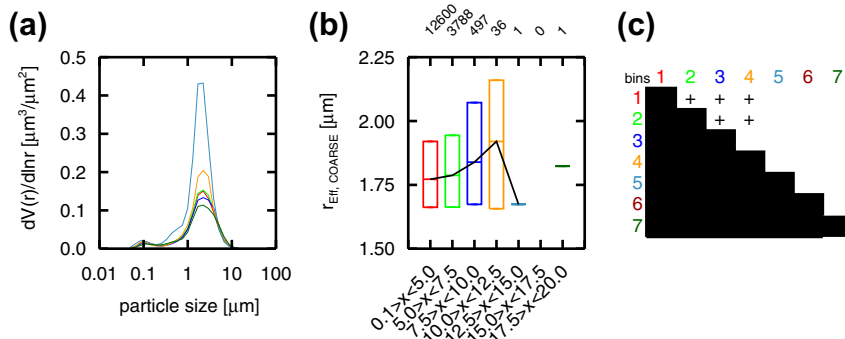 (a)
0.5
0.4
0.3
0.2
0.1
0.0
dV(r)/dlnr [μm³/μm²]
0.01 0.1 1 10 100
particle size [μm]
(b)
12600 3788 497 36 1 0 1
2.25
2.00
1.75
1.50
rEff, COARSE [μm]
0.1>x<5.0
5.0>x<7.5
7.5>x<10.0
10.0>x<12.5
12.5>x<15.0
15.0>x<17.5
17.5>x<20.0
(c)
bins 1 2 3 4 5 6 7
1 + + +
2 + +
3
4
5
6
7